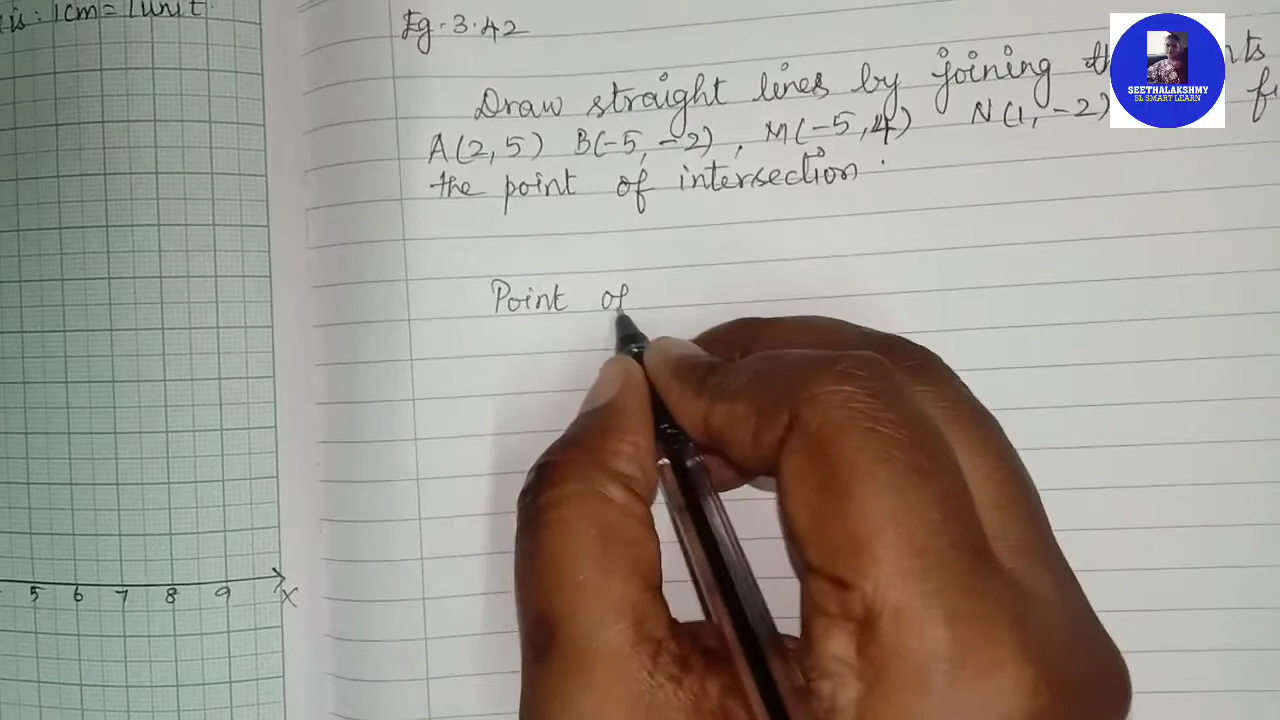 is: 1cm = 1unit.
Eg. 3.42
Draw straight lines by joining the
A(2, 5) B(-5, -2), M(-5, 4) N(1, -2)
the point of intersection.
Point of
5 6 7 8 9 X
SEETHALAKSHMY
SL SMART LEARN